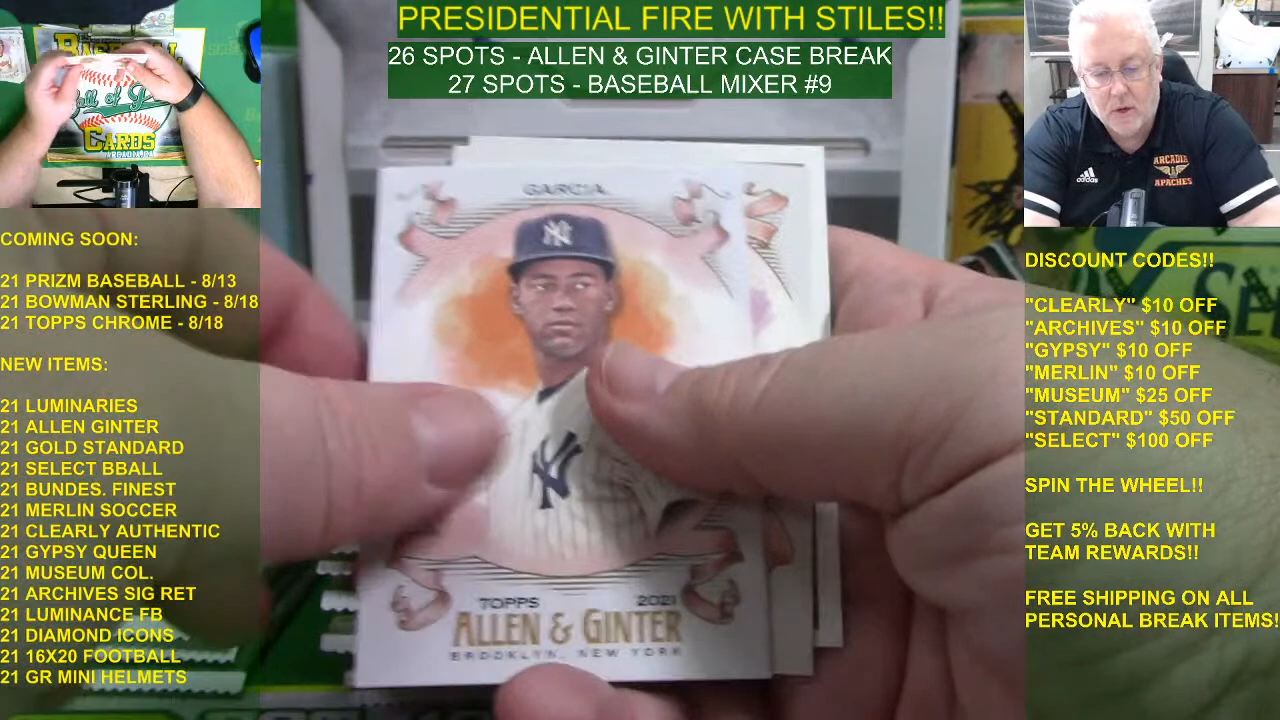 PRESIDENTIAL FIRE WITH STILES!!
26 SPOTS - ALLEN & GINTER CASE BREAK
27 SPOTS - BASEBALL MIXER #9
CARDS
ARCADIA
APACHES
adidas
COMING SOON:
21 PRIZM BASEBALL - 8/13
21 BOWMAN STERLING - 8/18
21 TOPPS CHROME - 8/18
NEW ITEMS:
21 LUMINARIES
21 ALLEN GINTER
21 GOLD STANDARD
21 SELECT BBALL
21 BUNDES. FINEST
21 MERLIN SOCCER
21 CLEARLY AUTHENTIC
21 GYPSY QUEEN
21 MUSEUM COL.
21 ARCHIVES SIG RET
21 LUMINANCE FB
21 DIAMOND ICONS
21 16X20 FOOTBALL
21 GR MINI HELMETS
GARCIA
NY
NY
TOPPS 2021
ALLEN & GINTER
BROOKLYN, NEW YORK
DISCOUNT CODES!!
"CLEARLY" $10 OFF
"ARCHIVES" $10 OFF
"GYPSY" $10 OFF
"MERLIN" $10 OFF
"MUSEUM" $25 OFF
"STANDARD" $50 OFF
"SELECT" $100 OFF
SPIN THE WHEEL!!
GET 5% BACK WITH
TEAM REWARDS!!
FREE SHIPPING ON ALL
PERSONAL BREAK ITEMS!